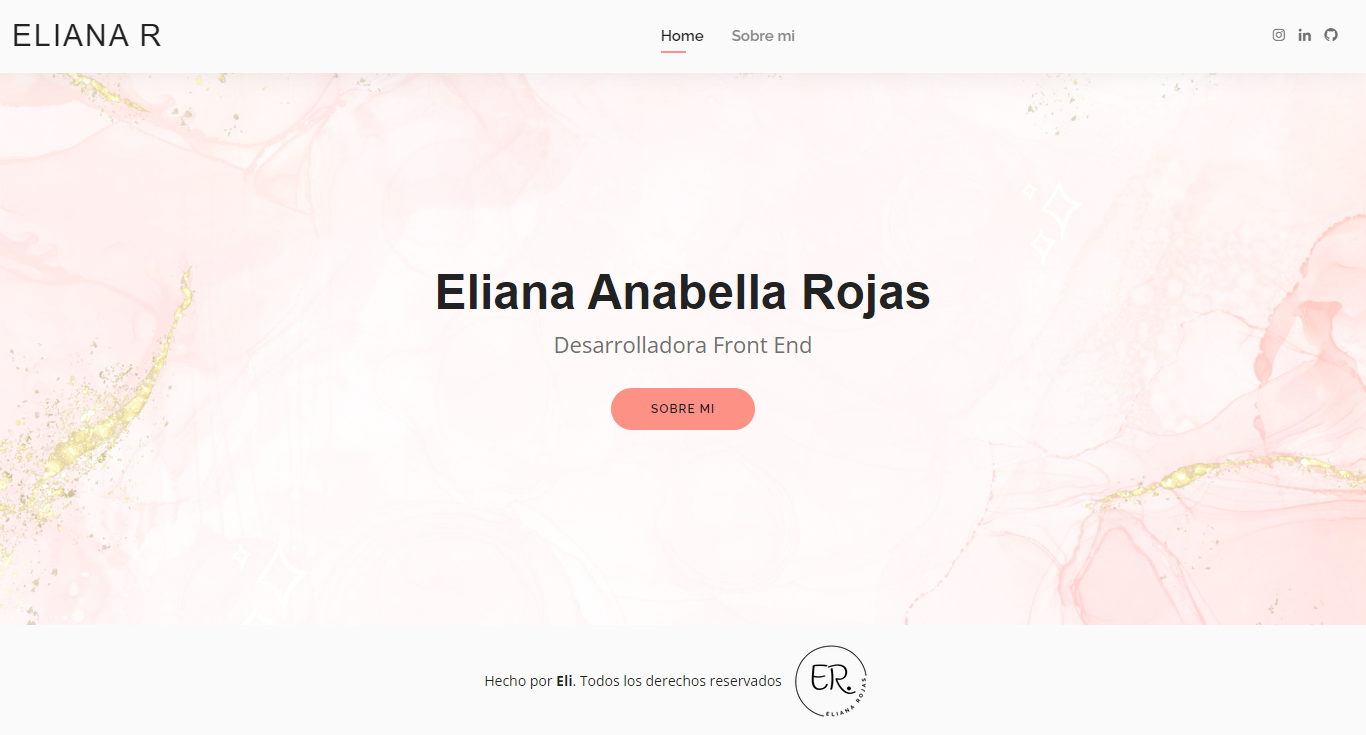 ELIANA R
Home
Sobre mi
Eliana Anabella Rojas
Desarrolladora Front End
SOBRE MI
Hecho por Eli. Todos los derechos reservados
ER.
ELIANA ROJAS